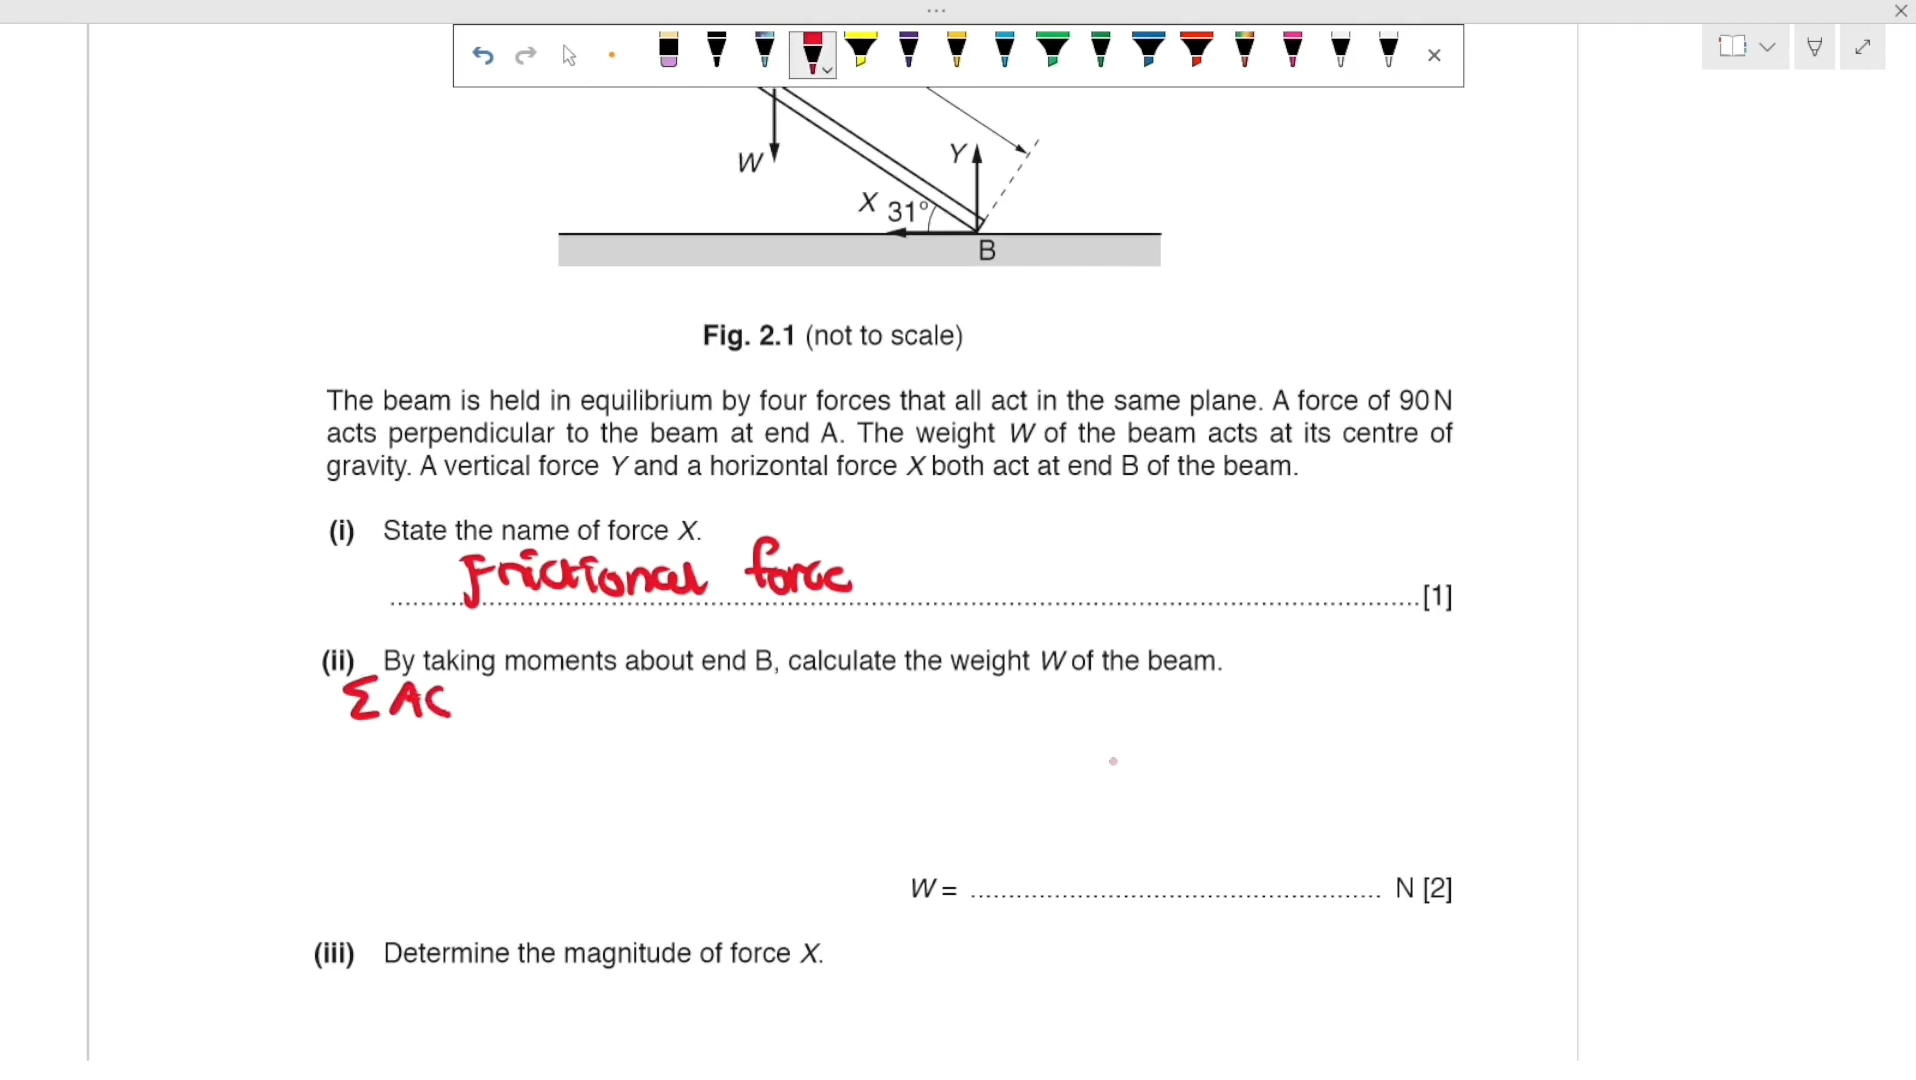 W
Y
X 31°
B
Fig. 2.1 (not to scale)
The beam is held in equilibrium by four forces that all act in the same plane. A force of 90 N
acts perpendicular to the beam at end A. The weight W of the beam acts at its centre of
gravity. A vertical force Y and a horizontal force X both act at end B of the beam.
(i) State the name of force X.
Frictional force
[1]
(ii) By taking moments about end B, calculate the weight W of the beam.
Σ AC
W = N [2]
(iii) Determine the magnitude of force X.